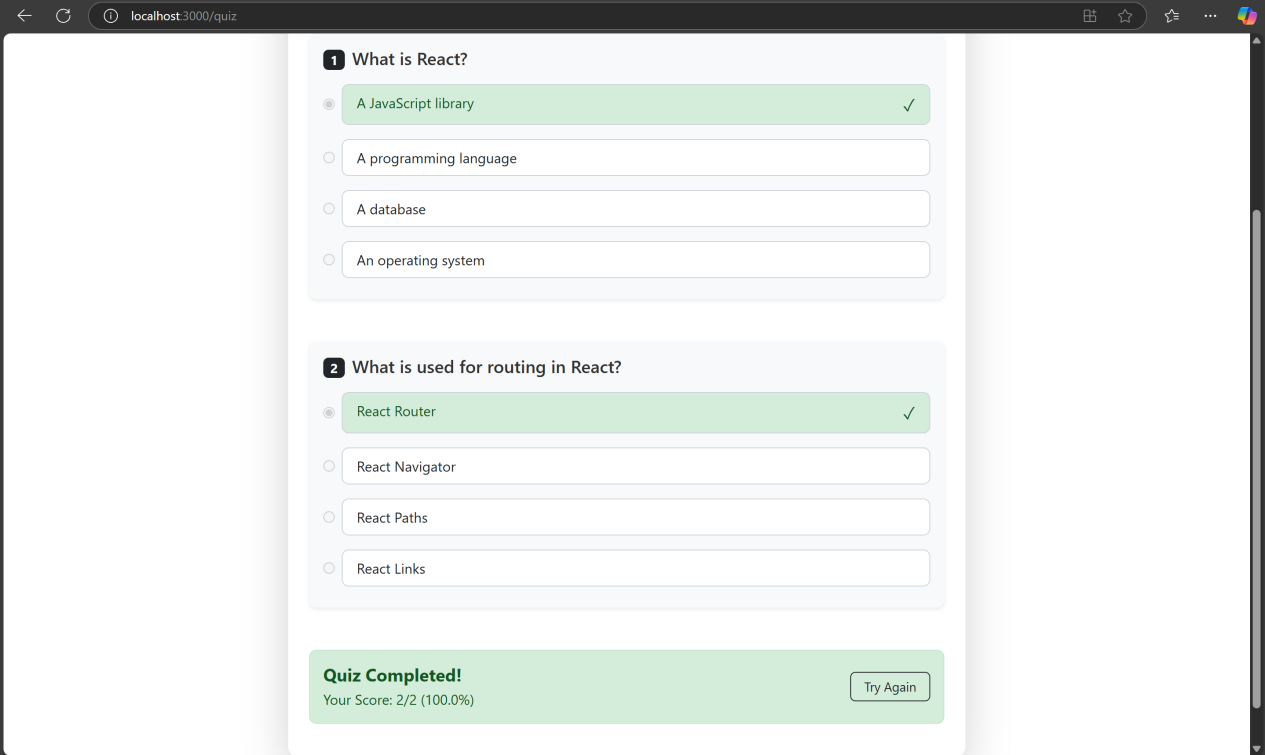 localhost:3000/quiz
1 What is React?
A JavaScript library ✓
A programming language
A database
An operating system
2 What is used for routing in React?
React Router ✓
React Navigator
React Paths
React Links
Quiz Completed!
Your Score: 2/2 (100.0%)
Try Again